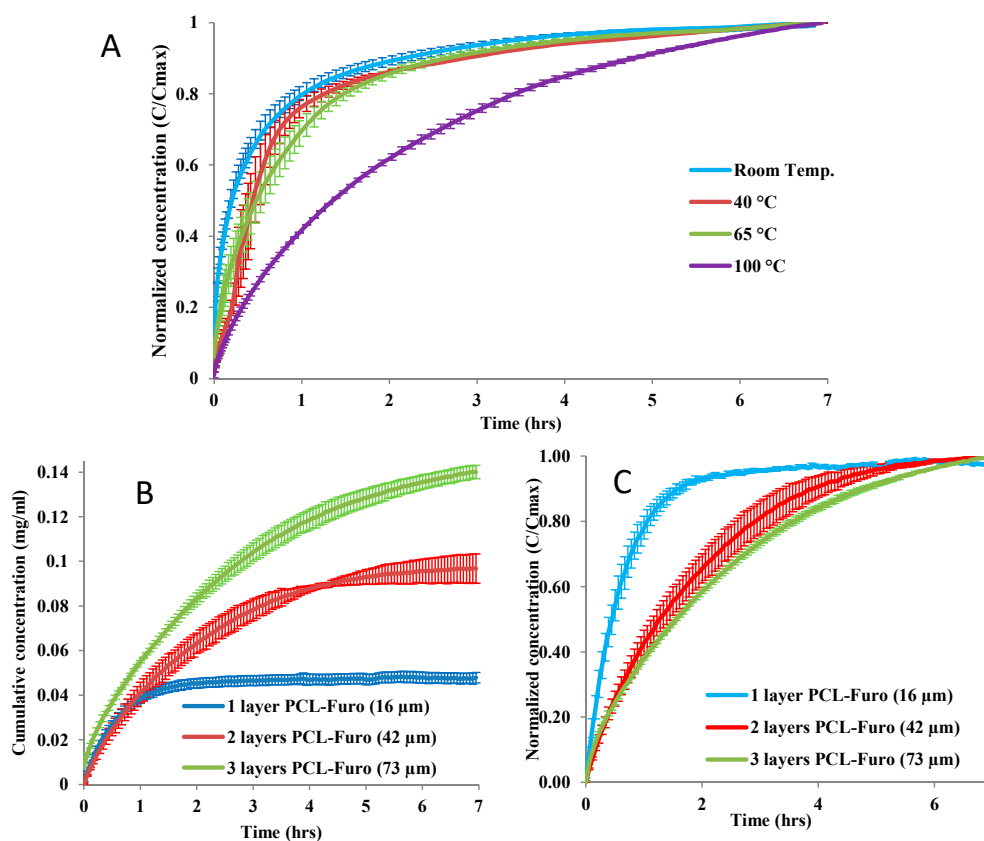 A
Normalized concentration (C/Cmax)
1
0.8
0.6
0.4
0.2
0
0 1 2 3 4 5 6 7
Time (hrs)
Room Temp.
40 °C
65 °C
100 °C
B
Cumulative concentration (mg/ml)
0.14
0.12
0.1
0.08
0.06
0.04
0.02
0
0 1 2 3 4 5 6 7
Time (hrs)
1 layer PCL-Furo (16 µm)
2 layers PCL-Furo (42 µm)
3 layers PCL-Furo (73 µm)
C
Normalized concentration (C/Cmax)
1.00
0.80
0.60
0.40
0.20
0.00
0 2 4 6
Time (hrs)
1 layer PCL-Furo (16 µm)
2 layers PCL-Furo (42 µm)
3 layers PCL-Furo (73 µm)